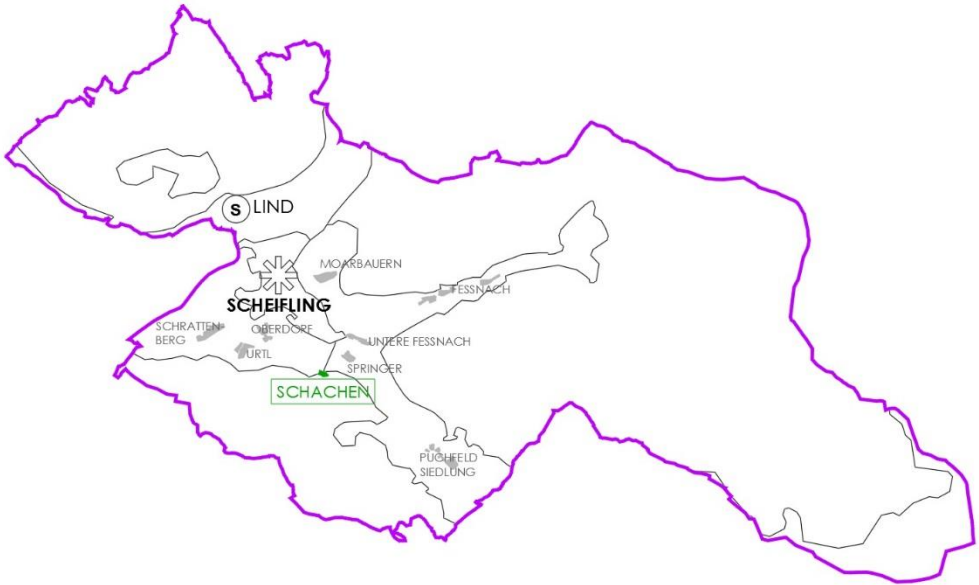 S LIND
MOARBAUERN
FESSNACH
SCHEIFLING
SCHRATTEN
BERG
OBERDORF
URTL
UNTERE FESSNACH
SPRINGER
SCHACHEN
PUCHFELD
SIEDLUNG